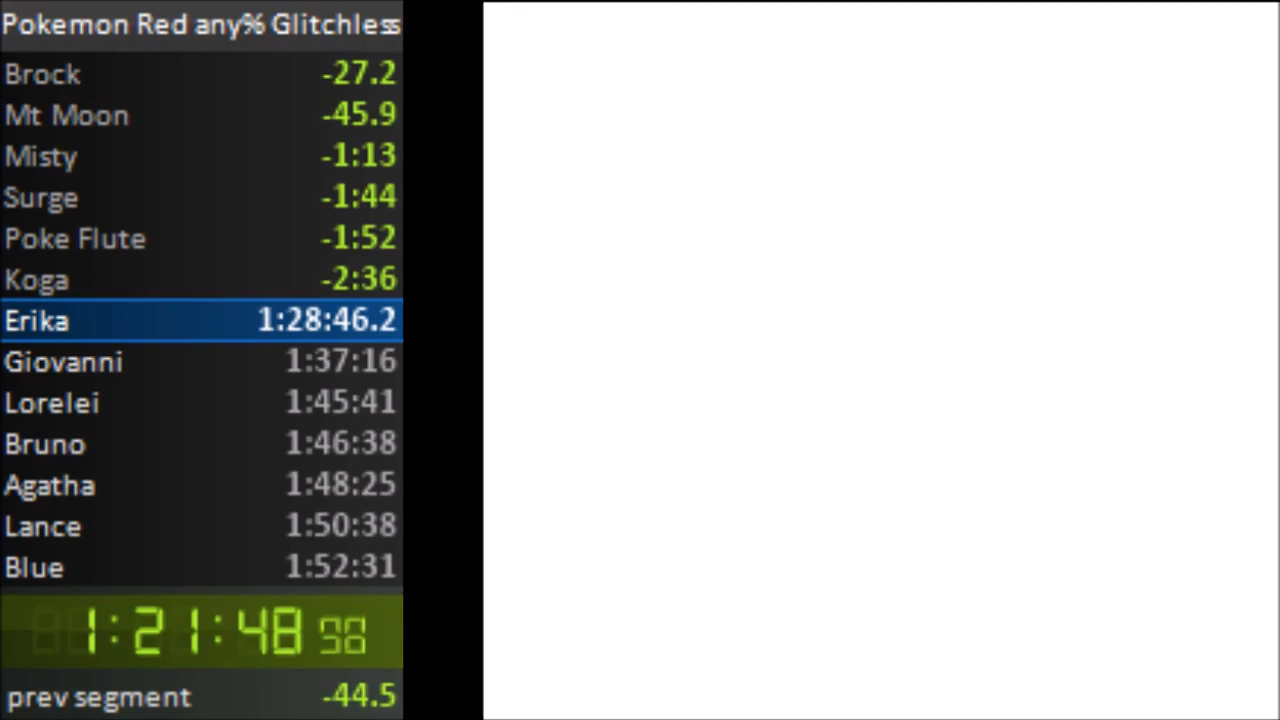 Pokemon Red any% Glitchless
Brock -27.2
Mt Moon -45.9
Misty -1:13
Surge -1:44
Poke Flute -1:52
Koga -2:36
Erika 1:28:46.2
Giovanni 1:37:16
Lorelei 1:45:41
Bruno 1:46:38
Agatha 1:48:25
Lance 1:50:38
Blue 1:52:31
1:21:48
prev segment -44.5